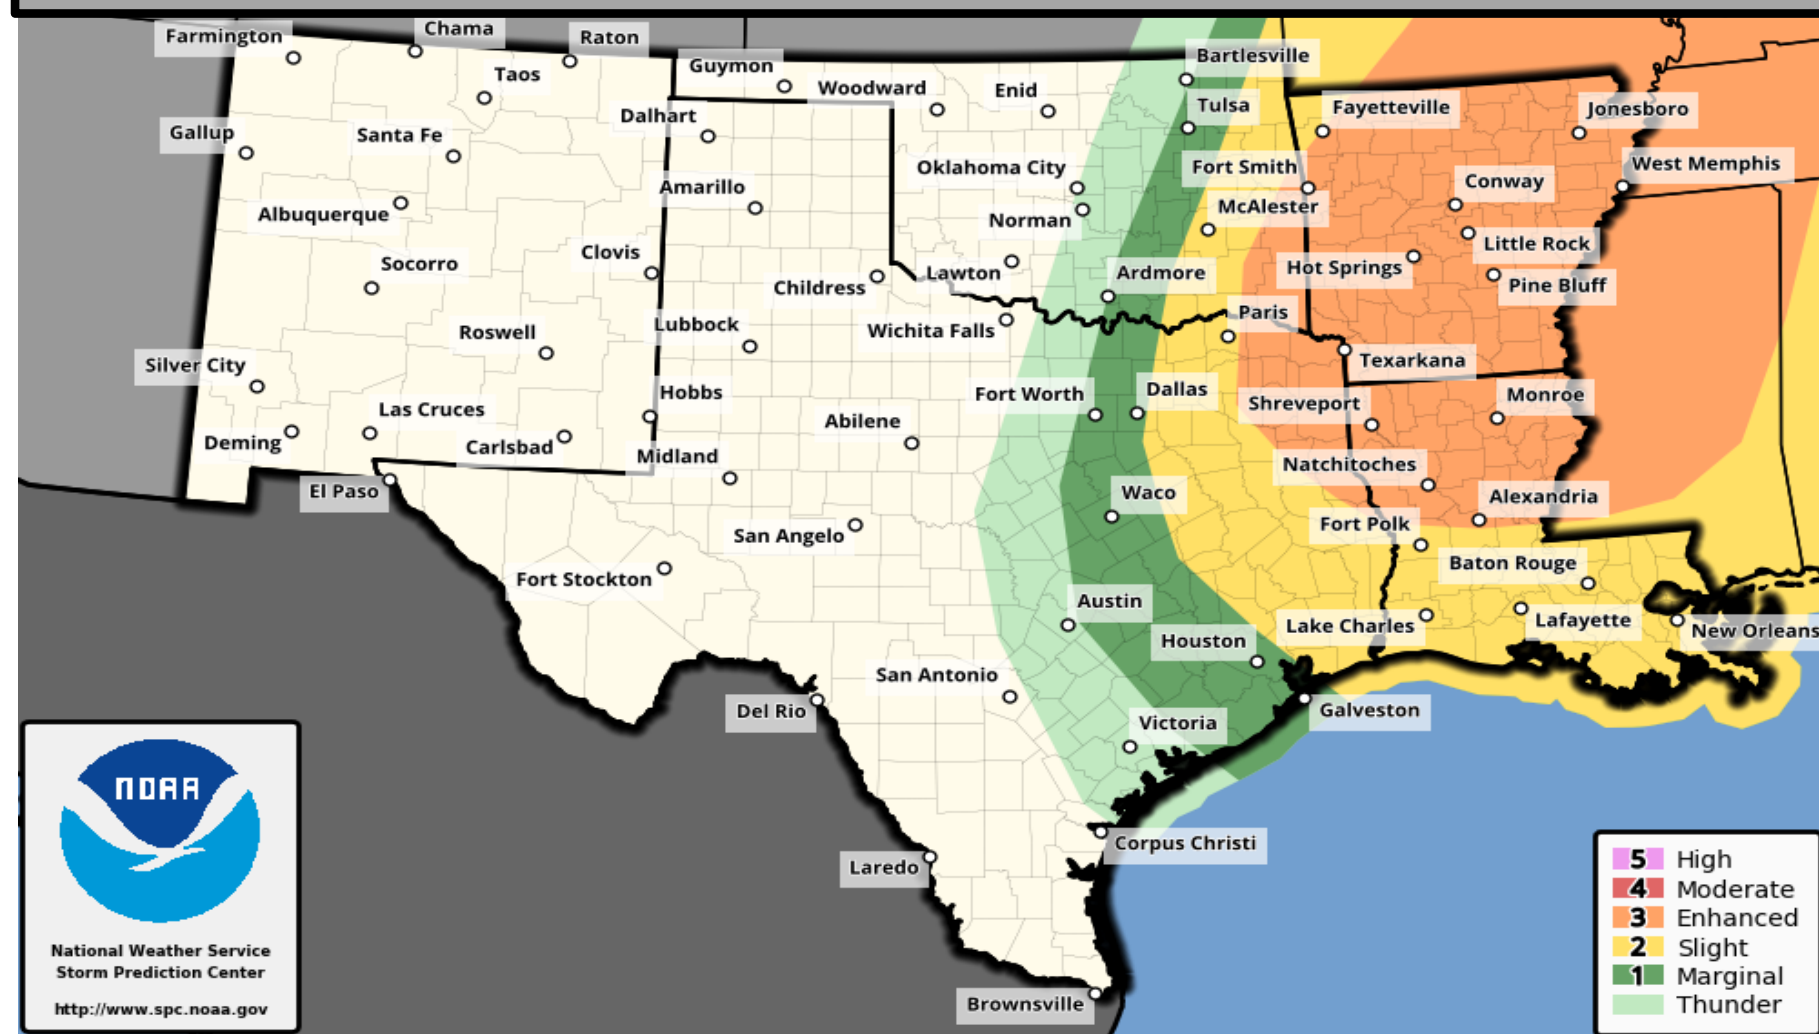 Farmington
Chama
Raton
Taos
Guymon
Woodward
Enid
Bartlesville
Tulsa
Fayetteville
Jonesboro
Dalhart
Gallup
Santa Fe
Oklahoma City
Fort Smith
West Memphis
Conway
Amarillo
Albuquerque
Norman
McAlester
Little Rock
Socorro
Clovis
Childress
Lawton
Ardmore
Hot Springs
Pine Bluff
Roswell
Lubbock
Wichita Falls
Paris
Texarkana
Silver City
Las Cruces
Hobbs
Fort Worth
Dallas
Shreveport
Monroe
Deming
Carlsbad
Midland
Abilene
Natchitoches
El Paso
Waco
Alexandria
San Angelo
Fort Polk
Fort Stockton
Baton Rouge
Austin
Houston
Lake Charles
Lafayette
New Orleans
San Antonio
Del Rio
Victoria
Galveston
Corpus Christi
Laredo
Brownsville
NOAA
National Weather Service
Storm Prediction Center
http://www.spc.noaa.gov
5 High
4 Moderate
3 Enhanced
2 Slight
1 Marginal
Thunder